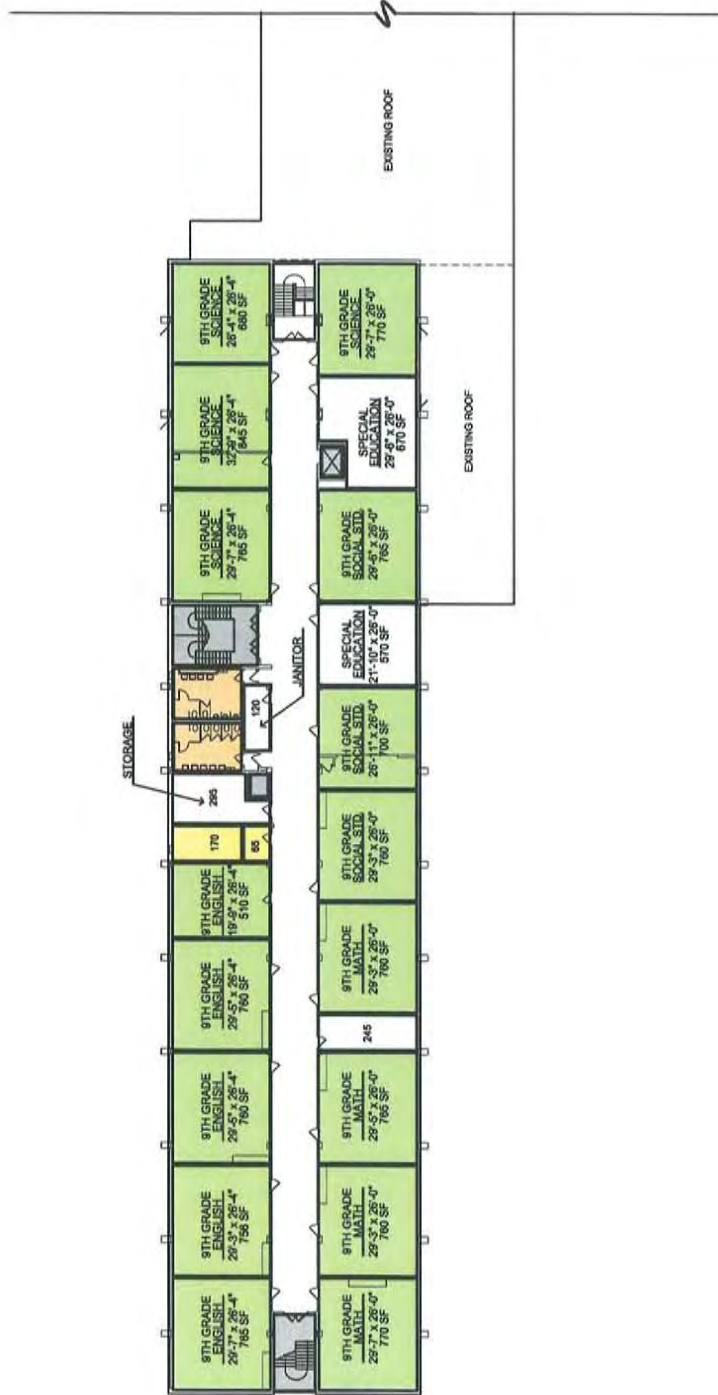 STORAGE
9TH GRADE
ENGLISH
29'-7" x 26'-4"
765 SF
9TH GRADE
ENGLISH
29'-3" x 26'-4"
756 SF
9TH GRADE
ENGLISH
29'-5" x 26'-4"
760 SF
9TH GRADE
ENGLISH
29'-5" x 26'-4"
760 SF
9TH GRADE
ENGLISH
19'-9" x 26'-4"
510 SF
170
65
295
120
JANITOR
9TH GRADE
SCIENCE
29'-7" x 26'-4"
765 SF
9TH GRADE
SCIENCE
32'-9" x 26'-4"
845 SF
9TH GRADE
SCIENCE
26'-4" x 26'-4"
680 SF
9TH GRADE
MATH
29'-7" x 26'-0"
770 SF
9TH GRADE
MATH
29'-3" x 26'-0"
760 SF
9TH GRADE
MATH
29'-5" x 26'-0"
765 SF
245
9TH GRADE
MATH
29'-3" x 26'-0"
760 SF
9TH GRADE
SOCIAL STD.
29'-3" x 26'-0"
760 SF
9TH GRADE
SOCIAL STD.
26'-11" x 26'-0"
700 SF
SPECIAL
EDUCATION
21'-10" x 26'-0"
570 SF
9TH GRADE
SOCIAL STD.
29'-6" x 26'-0"
765 SF
SPECIAL
EDUCATION
29'-6" x 26'-0"
670 SF
9TH GRADE
SCIENCE
29'-7" x 26'-0"
770 SF
EXISTING ROOF
EXISTING ROOF